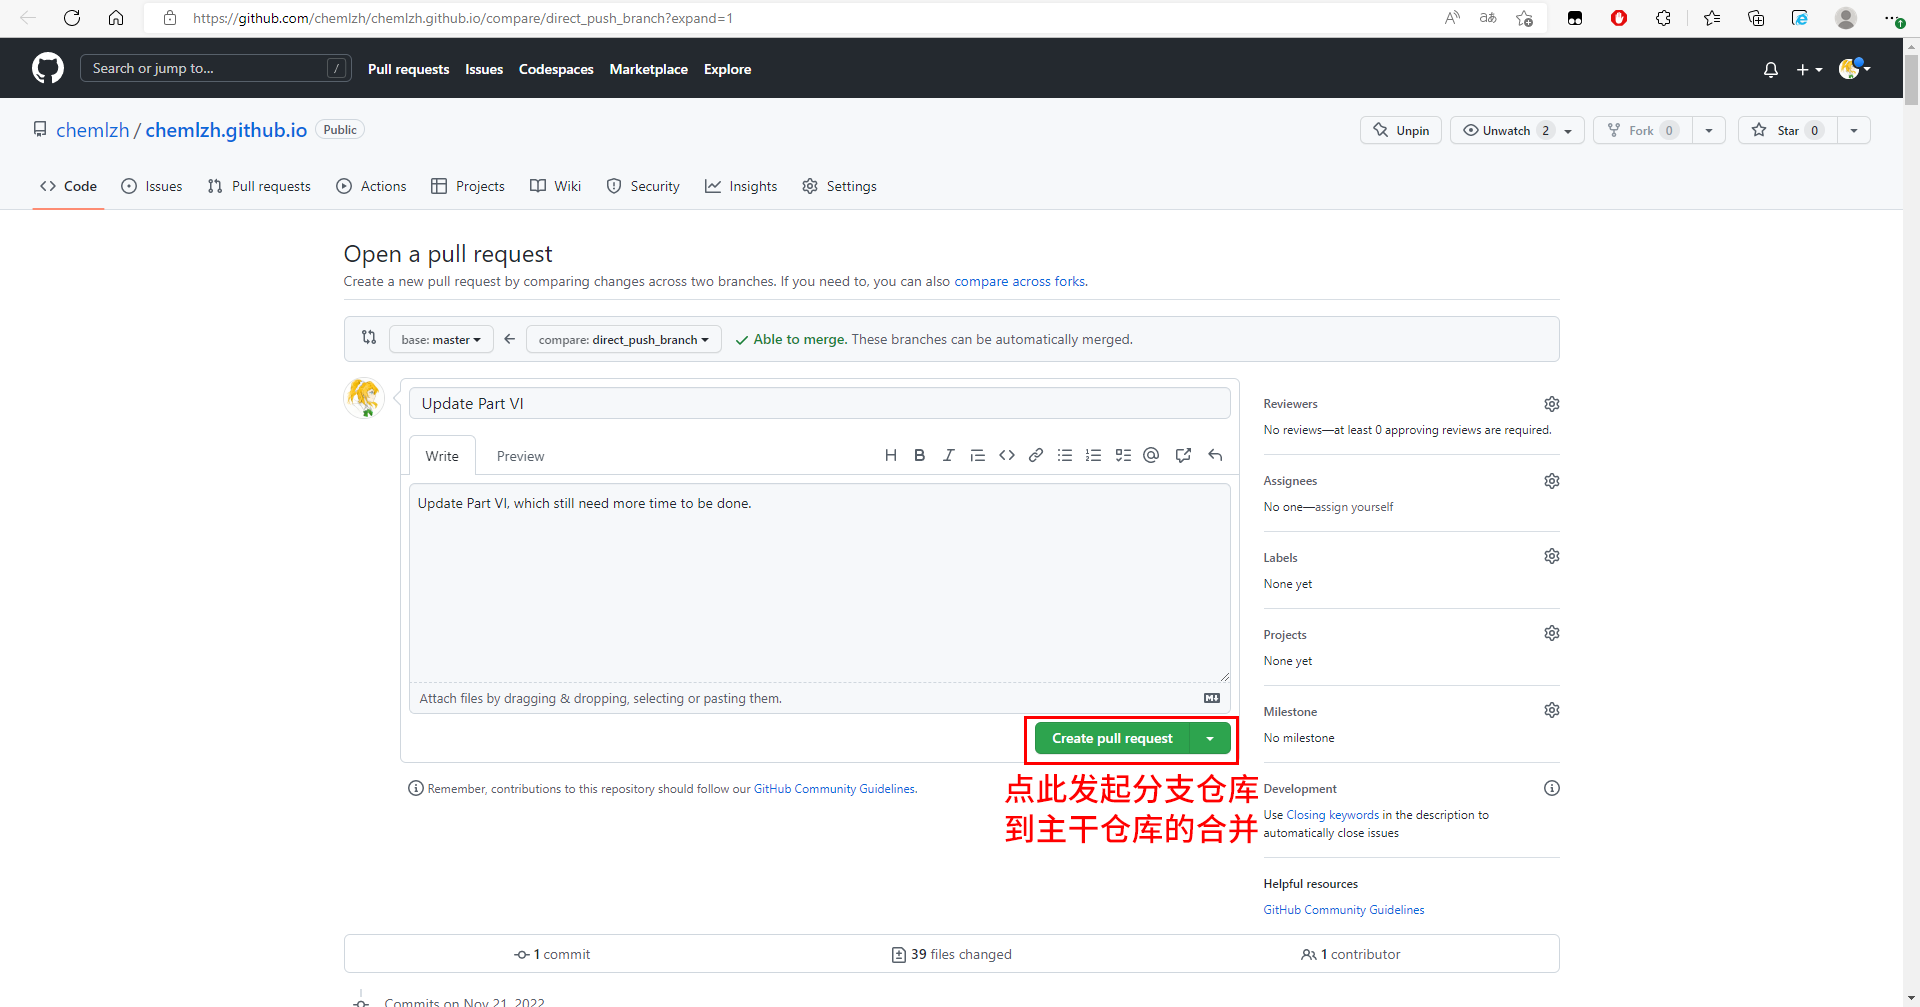 https://github.com/chemlzh/chemlzh.github.io/compare/direct_push_branch?expand=1
Search or jump to... /
Pull requests Issues Codespaces Marketplace Explore
chemlzh / chemlzh.github.io Public
Unpin Unwatch 2 Fork 0 Star 0
Code Issues Pull requests Actions Projects Wiki Security Insights Settings
Open a pull request
Create a new pull request by comparing changes across two branches. If you need to, you can also compare across forks.
base: master compare: direct_push_branch Able to merge. These branches can be automatically merged.
Update Part VI
Write Preview
Update Part VI, which still need more time to be done.
Attach files by dragging & dropping, selecting or pasting them.
Create pull request
点此发起分支仓库
到主干仓库的合并
Remember, contributions to this repository should follow our GitHub Community Guidelines.
Reviewers
No reviews—at least 0 approving reviews are required.
Assignees
No one—assign yourself
Labels
None yet
Projects
None yet
Milestone
No milestone
Development
Use Closing keywords in the description to
automatically close issues
Helpful resources
GitHub Community Guidelines
1 commit 39 files changed 1 contributor
Commits on Nov 21, 2022